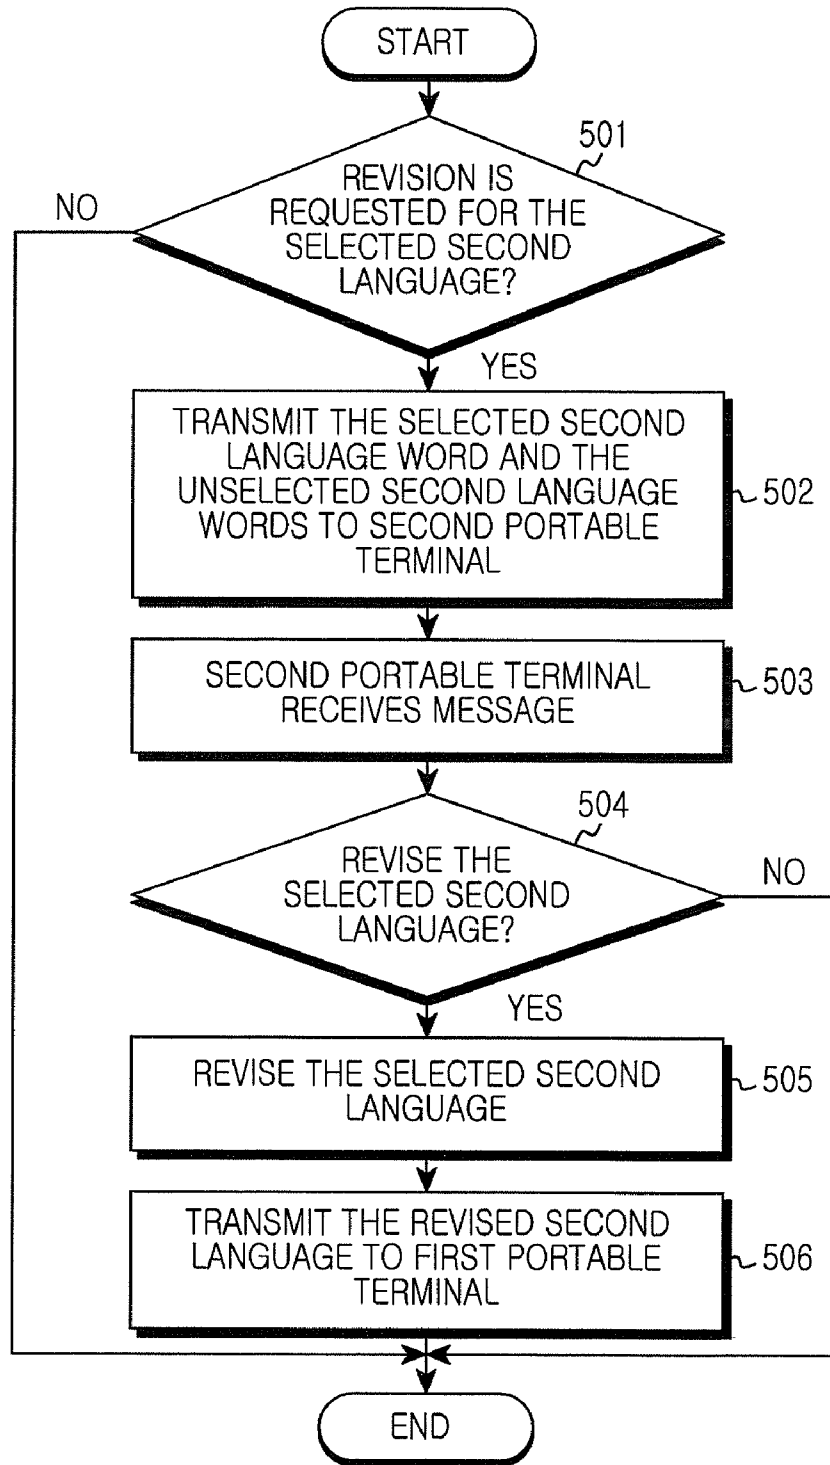 START
501
REVISION IS
REQUESTED FOR THE
SELECTED SECOND
LANGUAGE?
NO
YES
TRANSMIT THE SELECTED SECOND
LANGUAGE WORD AND THE
UNSELECTED SECOND LANGUAGE
WORDS TO SECOND PORTABLE
TERMINAL
502
SECOND PORTABLE TERMINAL
RECEIVES MESSAGE
503
504
REVISE THE
SELECTED SECOND
LANGUAGE?
NO
YES
REVISE THE SELECTED SECOND
LANGUAGE
505
TRANSMIT THE REVISED SECOND
LANGUAGE TO FIRST PORTABLE
TERMINAL
506
END